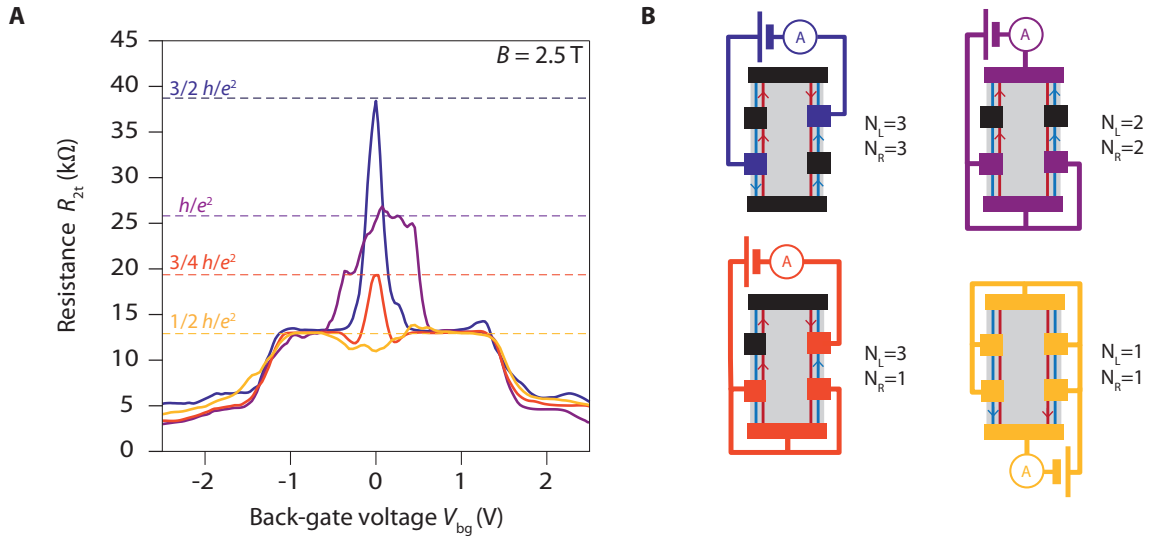 A
B
45
40
35
30
25
20
15
10
5
0
Resistance R2t (kΩ)
B = 2.5 T
3/2 h/e²
h/e²
3/4 h/e²
1/2 h/e²
-2
-1
0
1
2
Back-gate voltage Vbg (V)
A
NL=3
NR=3
A
NL=2
NR=2
A
NL=3
NR=1
NL=1
NR=1
A